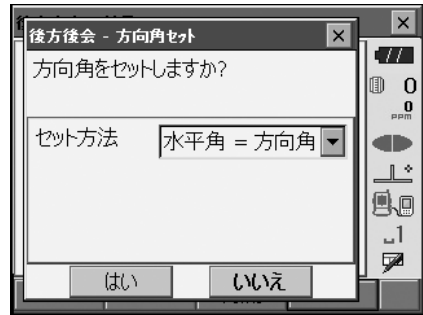 後方後会 - 方向角セット
方向角をセットしますか?
0
0
PPM
セット方法
水平角 = 方向角
1
はい
いいえ